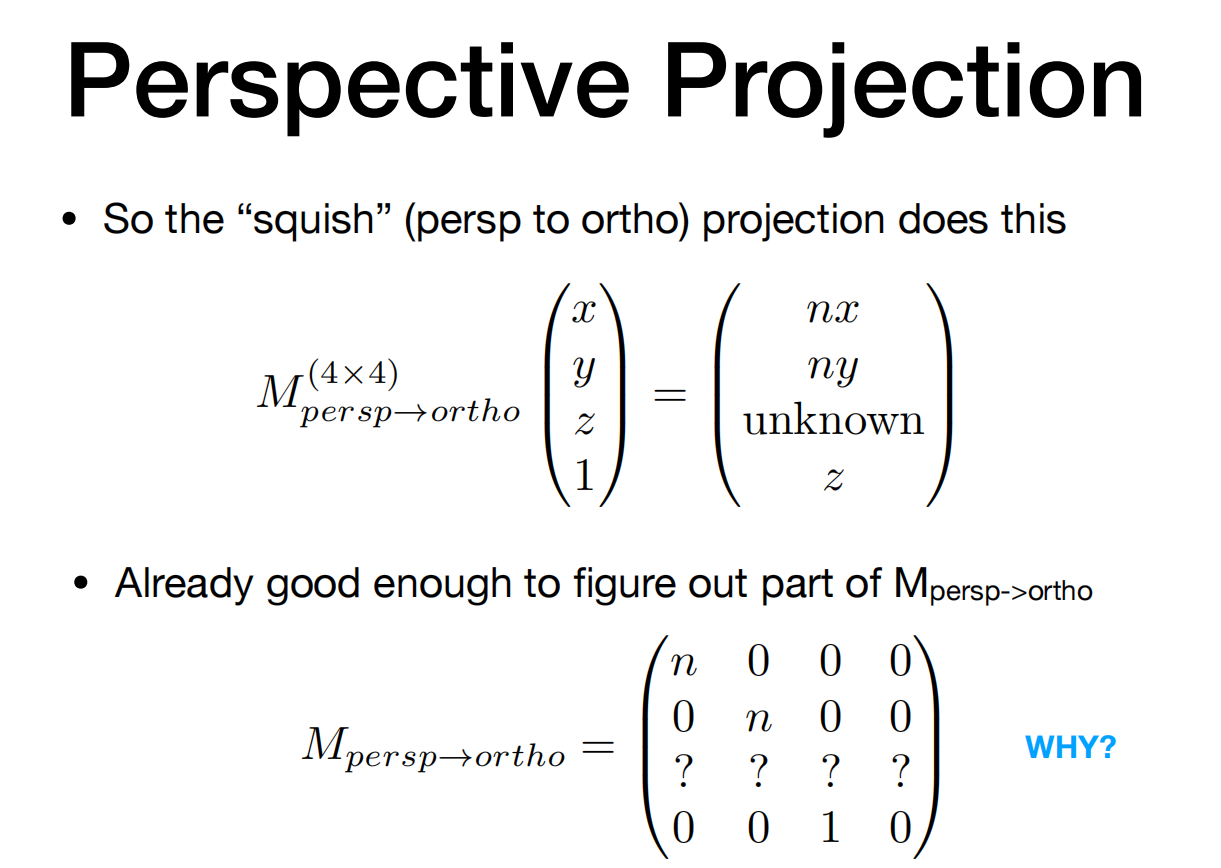 Perspective Projection
• So the “squish” (persp to ortho) projection does this
$M_{persp \to ortho}^{(4 \times 4)} \begin{pmatrix} x \\ y \\ z \\ 1 \end{pmatrix} = \begin{pmatrix} nx \\ ny \\ \text{unknown} \\ z \end{pmatrix}$
• Already good enough to figure out part of M_{persp->ortho}
$M_{persp \to ortho} = \begin{pmatrix} n & 0 & 0 & 0 \\ 0 & n & 0 & 0 \\ ? & ? & ? & ? \\ 0 & 0 & 1 & 0 \end{pmatrix}$ WHY?